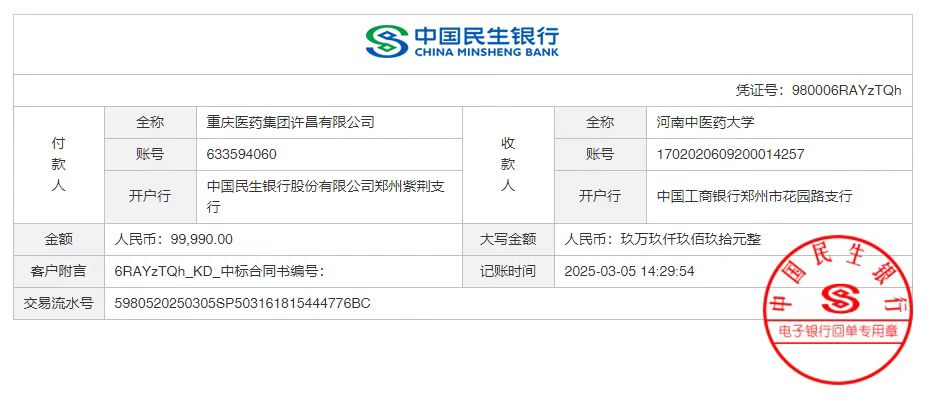 中国民生银行
CHINA MINSHENG BANK
凭证号：980006RAYzTQh
付款人
全称 重庆医药集团许昌有限公司
账号 633594060
开户行 中国民生银行股份有限公司郑州紫荆支
行
收款人
全称 河南中医药大学
账号 1702020609200014257
开户行 中国工商银行郑州市花园路支行
金额 人民币：99,990.00 大写金额 人民币：玖万玖仟玖佰玖拾元整
客户附言 6RAYzTQh_KD_中标合同书编号： 记账时间 2025-03-05 14:29:54
交易流水号 5980520250305SP503161815444776BC
中国民生银行
电子银行回单专用章